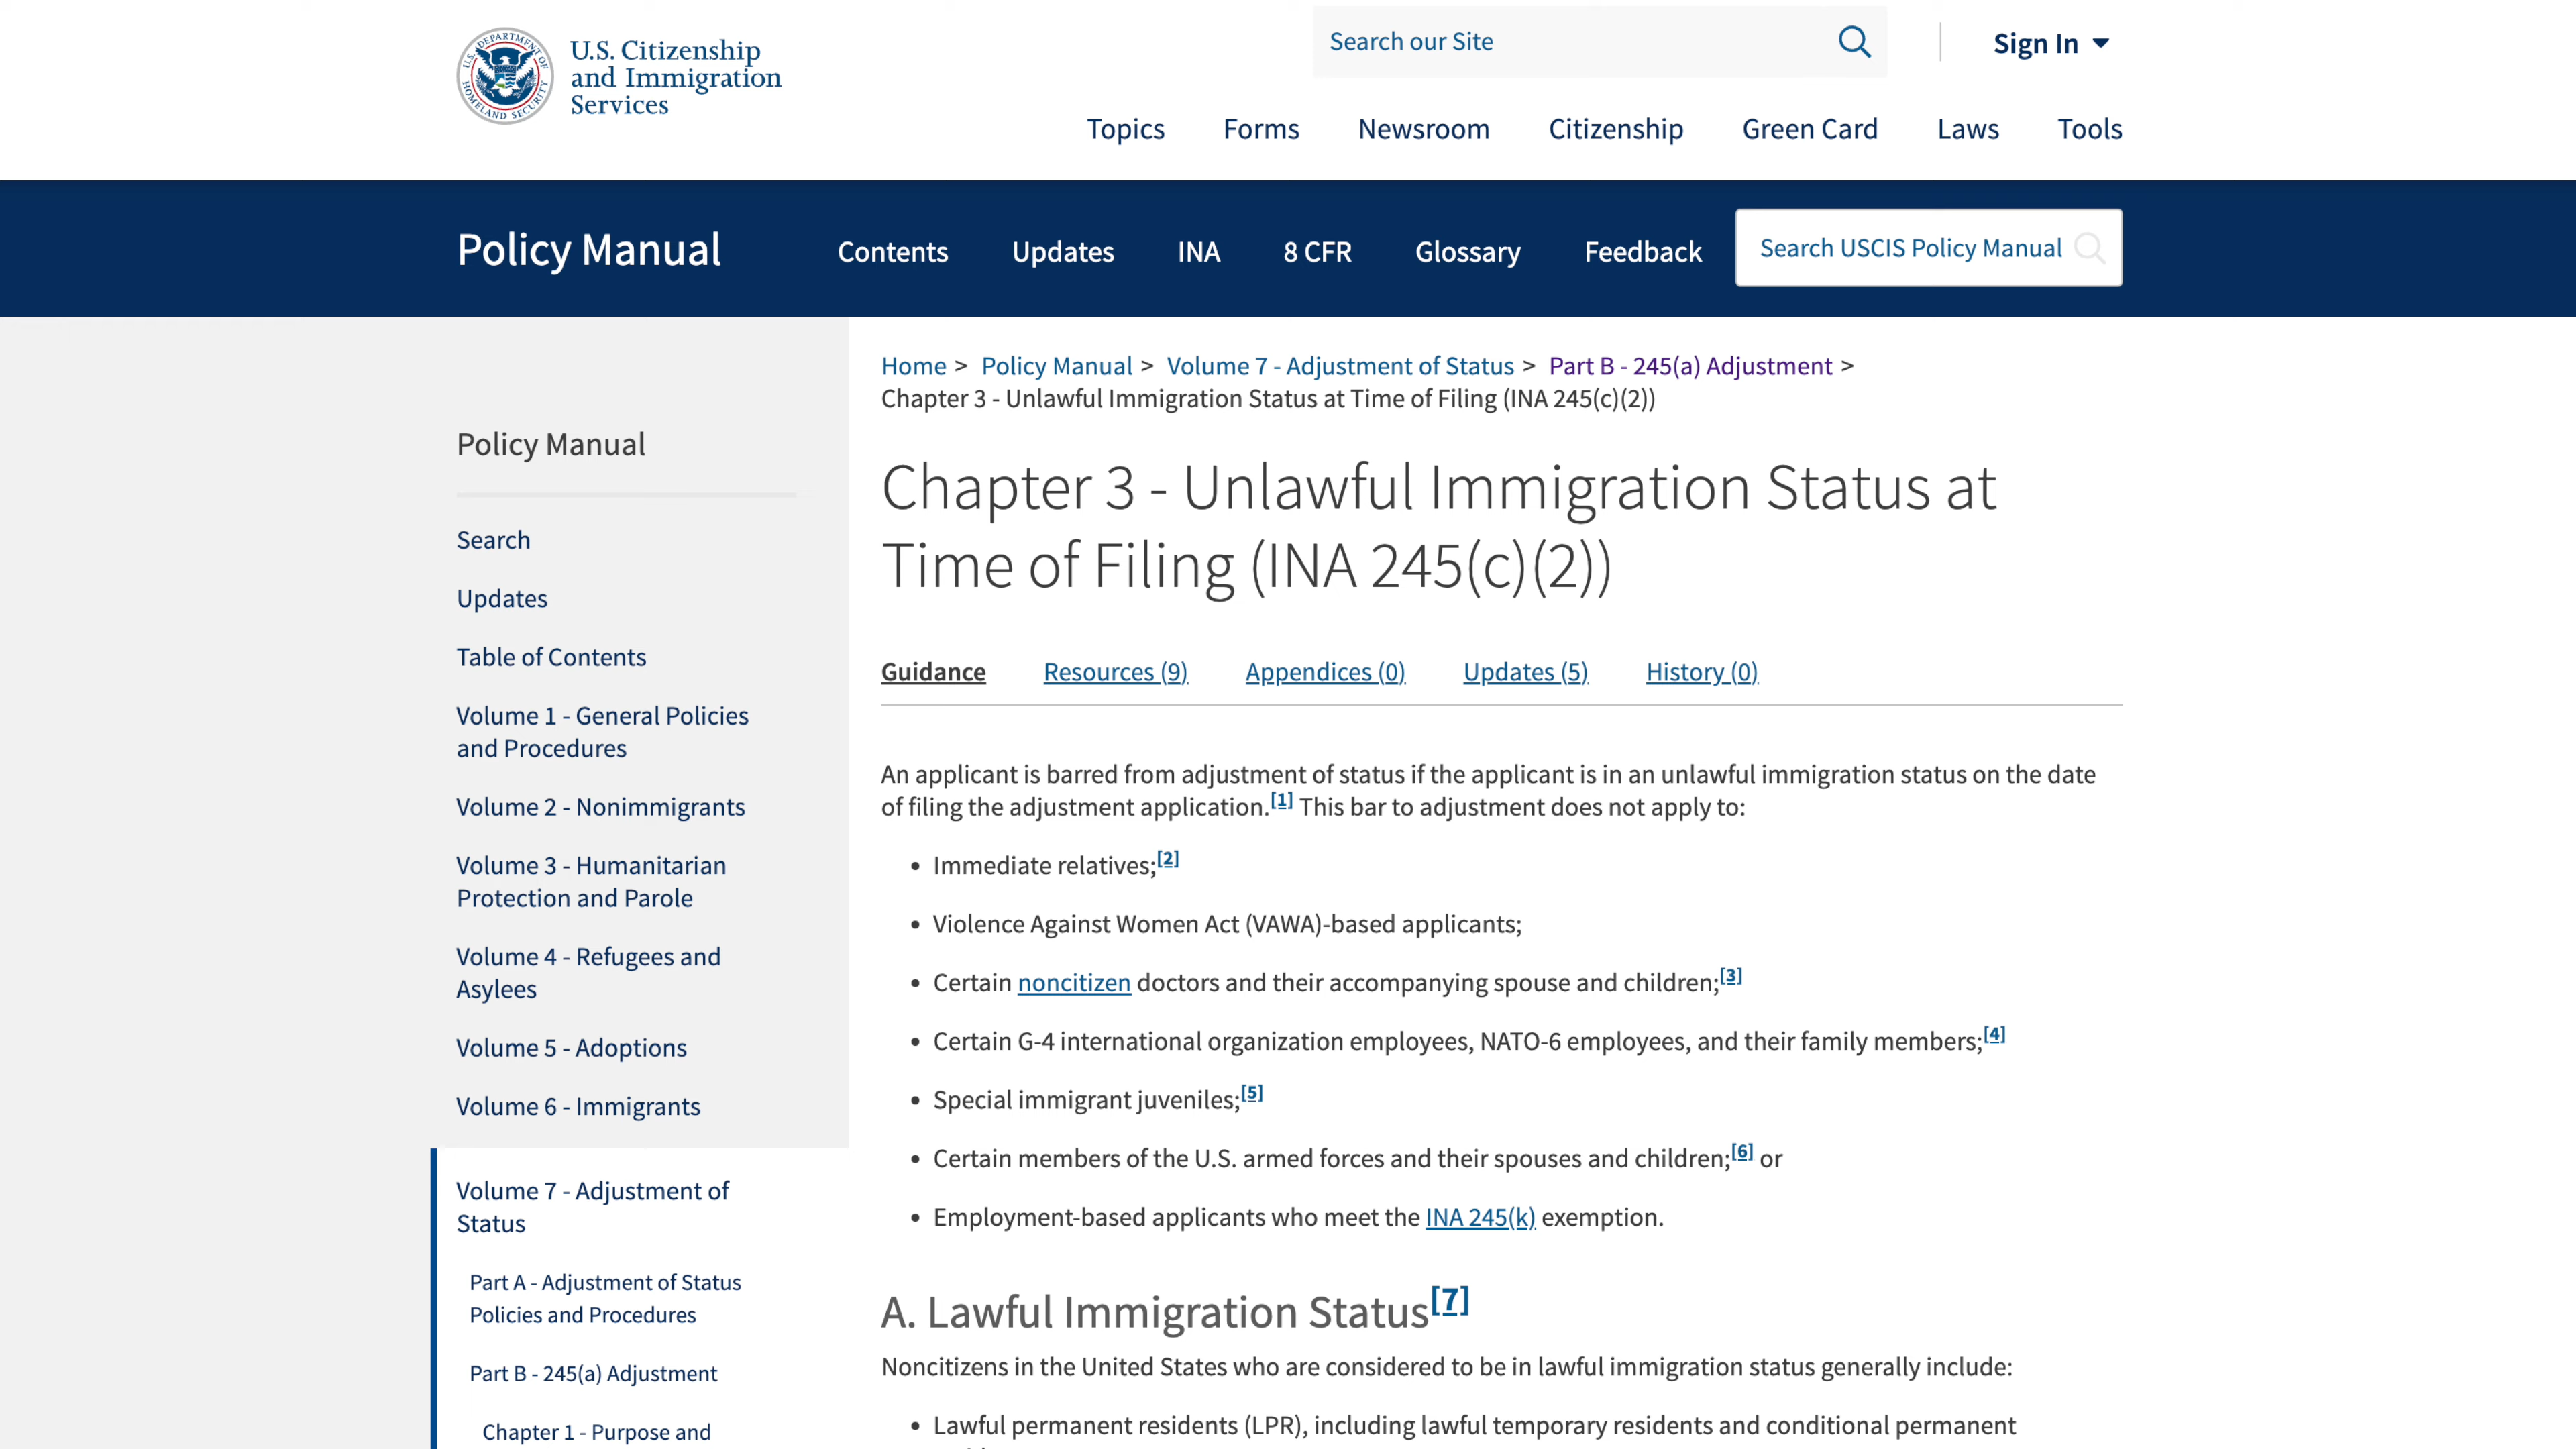 U.S. DEPARTMENT OF HOMELAND SECURITY
U.S. Citizenship
and Immigration
Services
Search our Site
Sign In
Topics Forms Newsroom Citizenship Green Card Laws Tools
Policy Manual Contents Updates INA 8 CFR Glossary Feedback Search USCIS Policy Manual
Policy Manual
Search
Updates
Table of Contents
Volume 1 - General Policies
and Procedures
Volume 2 - Nonimmigrants
Volume 3 - Humanitarian
Protection and Parole
Volume 4 - Refugees and
Asylees
Volume 5 - Adoptions
Volume 6 - Immigrants
Volume 7 - Adjustment of
Status
Part A - Adjustment of Status
Policies and Procedures
Part B - 245(a) Adjustment
Chapter 1 - Purpose and
Home > Policy Manual > Volume 7 - Adjustment of Status > Part B - 245(a) Adjustment >
Chapter 3 - Unlawful Immigration Status at Time of Filing (INA 245(c)(2))
Chapter 3 - Unlawful Immigration Status at
Time of Filing (INA 245(c)(2))
Guidance Resources (9) Appendices (0) Updates (5) History (0)
An applicant is barred from adjustment of status if the applicant is in an unlawful immigration status on the date
of filing the adjustment application.[1] This bar to adjustment does not apply to:
• Immediate relatives;[2]
• Violence Against Women Act (VAWA)-based applicants;
• Certain noncitizen doctors and their accompanying spouse and children;[3]
• Certain G-4 international organization employees, NATO-6 employees, and their family members;[4]
• Special immigrant juveniles;[5]
• Certain members of the U.S. armed forces and their spouses and children;[6] or
• Employment-based applicants who meet the INA 245(k) exemption.
A. Lawful Immigration Status[7]
Noncitizens in the United States who are considered to be in lawful immigration status generally include:
• Lawful permanent residents (LPR), including lawful temporary residents and conditional permanent